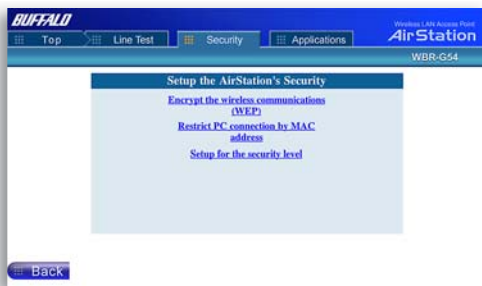 BUFFALO
Wireless LAN Access Point
AirStation
Top
Line Test
Security
Applications
WBR-G54
Setup the AirStation's Security
Encrypt the wireless communications
(WEP)
Restrict PC connection by MAC
address
Setup for the security level
Back